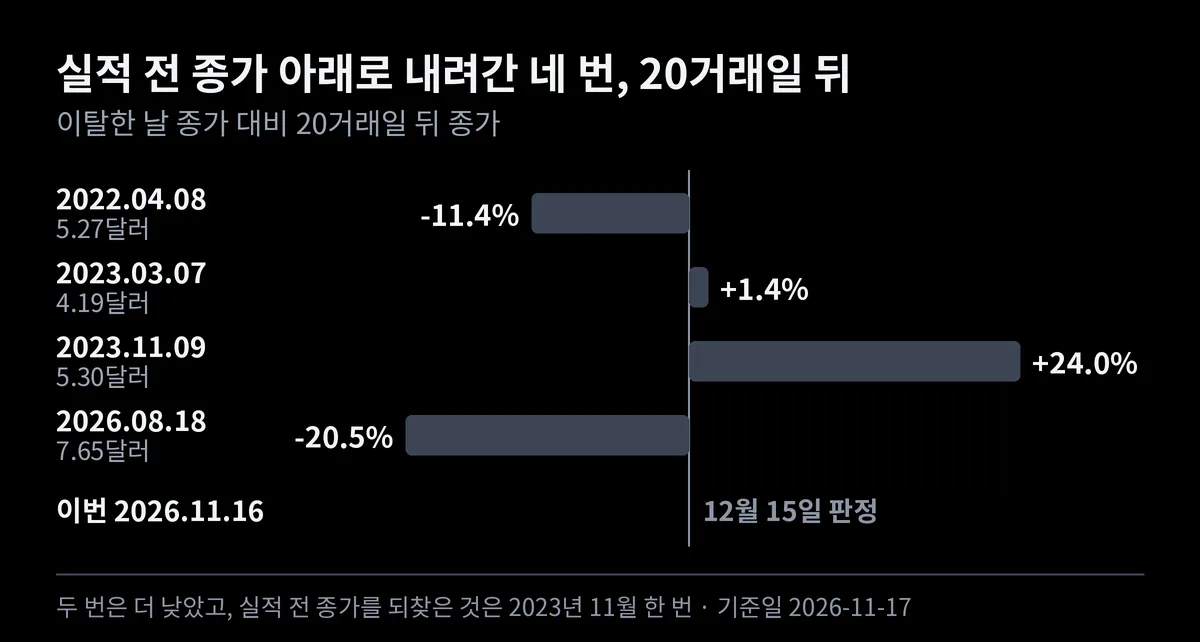 실적 전 종가 아래로 내려간 네 번, 20거래일 뒤
이탈한 날 종가 대비 20거래일 뒤 종가
2022.04.08
5.27달러
-11.4%
2023.03.07
4.19달러
+1.4%
2023.11.09
5.30달러
+24.0%
2026.08.18
7.65달러
-20.5%
이번 2026.11.16
12월 15일 판정
두 번은 더 낮았고, 실적 전 종가를 되찾은 것은 2023년 11월 한 번 · 기준일 2026-11-17